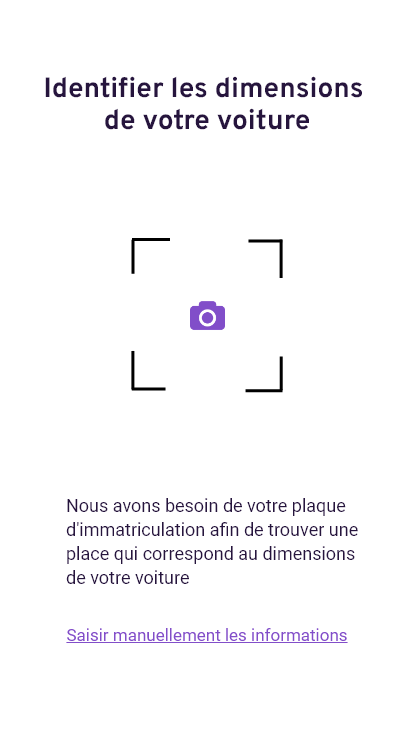 Identifier les dimensions
de votre voiture
Nous avons besoin de votre plaque
d'immatriculation afin de trouver une
place qui correspond au dimensions
de votre voiture
Saisir manuellement les informations